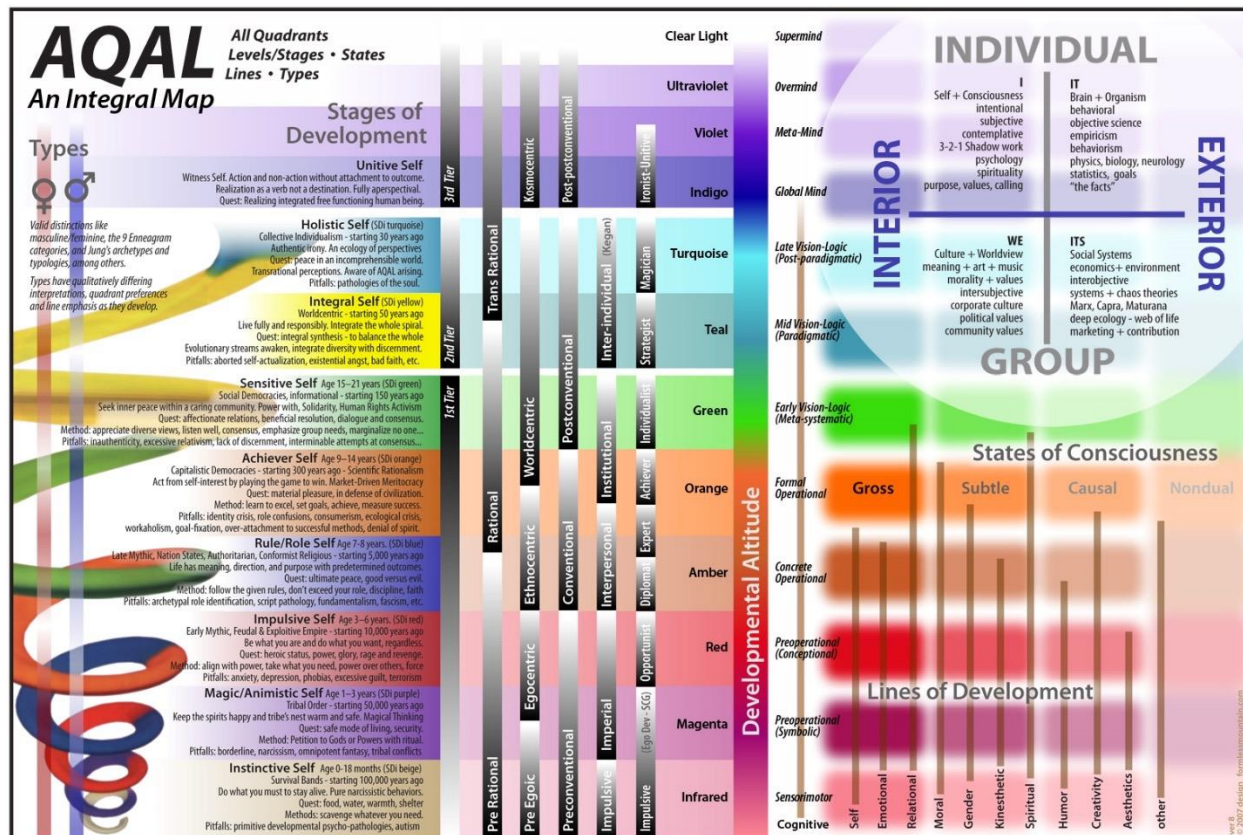 AQAL
An Integral Map
All Quadrants
Levels/Stages • States
Lines • Types
Stages of
Development
Types
Valid distinctions like
masculine/feminine, the 9 Enneagram
categories, and Jung's archetypes and
typologies, among others.
Types have qualitatively differing
interpretations, quadrant preferences
and line emphasis as they develop.
Unitive Self
Witness Self. Action and non-action without attachment to outcome.
Realization as a verb not a destination. Fully aperspectival.
Quest: Realizing integrated free functioning human being.
Holistic Self (SDi turquoise)
Collective Individualism - starting 30 years ago
Authentic irony. An ecology of perspectives
Quest: peace in an incomprehensible world.
Transrational perceptions. Aware of AQAL arising.
Pitfalls: pathologies of the soul.
Integral Self (SDi yellow)
Worldcentric - starting 50 years ago
Live fully and responsibly. Integrate the whole spiral.
Quest: integral synthesis - to balance the whole
Evolutionary streams awaken, integrate diversity with discernment.
Pitfalls: aborted self-actualization, existential angst, bad faith, etc.
Sensitive Self Age 15–21 years (SDi green)
Social Democracies, informational - starting 150 years ago
Seek inner peace within a caring community. Power with, Solidarity, Human Rights Activism
Quest: affectionate relations, beneficial resolution, dialogue and consensus.
Method: appreciate diverse views, listen well, consensus, emphasize group needs, marginalize no one...
Pitfalls: inauthenticity, excessive relativism, lack of discernment, interminable attempts at consensus...
Achiever Self Age 9–14 years (SDi orange)
Capitalistic Democracies - starting 300 years ago - Scientific Rationalism
Act from self-interest by playing the game to win. Market-Driven Meritocracy
Quest: material pleasure, in defense of civilization.
Method: learn to excel, set goals, achieve, measure success.
Pitfalls: identity crisis, role confusions, consumerism, ecological crisis,
workaholism, goal-fixation, over-attachment to successful methods, denial of spirit.
Rule/Role Self Age 7-8 years. (SDi blue)
Late Mythic, Nation States, Authoritarian, Conformist Religious - starting 5,000 years ago
Life has meaning, direction, and purpose with predetermined outcomes.
Quest: ultimate peace, good versus evil.
Method: follow the given rules, don't exceed your role, discipline, faith
Pitfalls: archetypal role identification, script pathology, fundamentalism, fascism, etc.
Impulsive Self Age 3–6 years. (SDi red)
Early Mythic, Feudal & Exploitive Empire - starting 10,000 years ago
Be what you are and do what you want, regardless.
Quest: heroic status, power, glory, rage and revenge.
Method: align with power, take what you need, power over others, force
Pitfalls: anxiety, depression, phobias, excessive guilt, terrorism
Magic/Animistic Self Age 1–3 years (SDi purple)
Tribal Order - starting 50,000 years ago
Keep the spirits happy and tribe's nest warm and safe. Magical Thinking
Quest: safe mode of living, security.
Method: Petition to Gods or Powers with ritual.
Pitfalls: borderline, narcissism, omnipotent fantasy, tribal conflicts
Instinctive Self Age 0-18 months (SDi beige)
Survival Bands - starting 100,000 years ago
Do what you must to stay alive. Pure narcissistic behaviors.
Quest: food, water, warmth, shelter
Methods: scavenge whatever you need.
Pitfalls: primitive developmental psycho-pathologies, autism
3rd Tier
2nd Tier
1st Tier
Trans Rational
Rational
Pre Rational
Kosmocentric
Worldcentric
Ethnocentric
Egocentric
Pre Egoic
Post-postconventional
Postconventional
Conventional
Preconventional
Inter-individual (Kegan)
Institutional
Interpersonal
Imperial
Impulsive
Ironist-Unitive
Magician
Strategist
Individualist
Achiever
Expert
Diplomat
Opportunist
(Ego Dev - SCG)
Impulsive
Clear Light
Ultraviolet
Violet
Indigo
Turquoise
Teal
Green
Orange
Amber
Red
Magenta
Infrared
Developmental Altitude
Supermind
Overmind
Meta-Mind
Global Mind
Late Vision-Logic
(Post-paradigmatic)
Mid Vision-Logic
(Paradigmatic)
Early Vision-Logic
(Meta-systematic)
Formal
Operational
Concrete
Operational
Preoperational
(Conceptional)
Preoperational
(Symbolic)
Sensorimotor
Cognitive
INDIVIDUAL
INTERIOR
EXTERIOR
GROUP
I
Self + Consciousness
intentional
subjective
contemplative
3-2-1 Shadow work
psychology
spirituality
purpose, values, calling
IT
Brain + Organism
behavioral
objective science
empiricism
behaviorism
physics, biology, neurology
statistics, goals
"the facts"
WE
Culture + Worldview
meaning + art + music
morality + values
intersubjective
corporate culture
political values
community values
ITS
Social Systems
economics + environment
interobjective
systems + chaos theories
Marx, Capra, Maturana
deep ecology - web of life
marketing + contribution
States of Consciousness
Gross
Subtle
Causal
Nondual
Lines of Development
Self
Emotional
Relational
Moral
Gender
Kinesthetic
Spiritual
Humor
Creativity
Aesthetics
Other
ver 8
2007 design formlessmountain.com